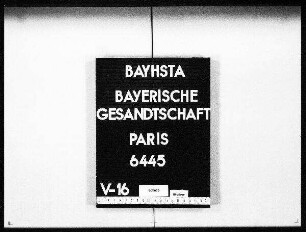 BAYHSTA
BAYERISCHE
GESANDTSCHAFT
PARIS
6445
V-16